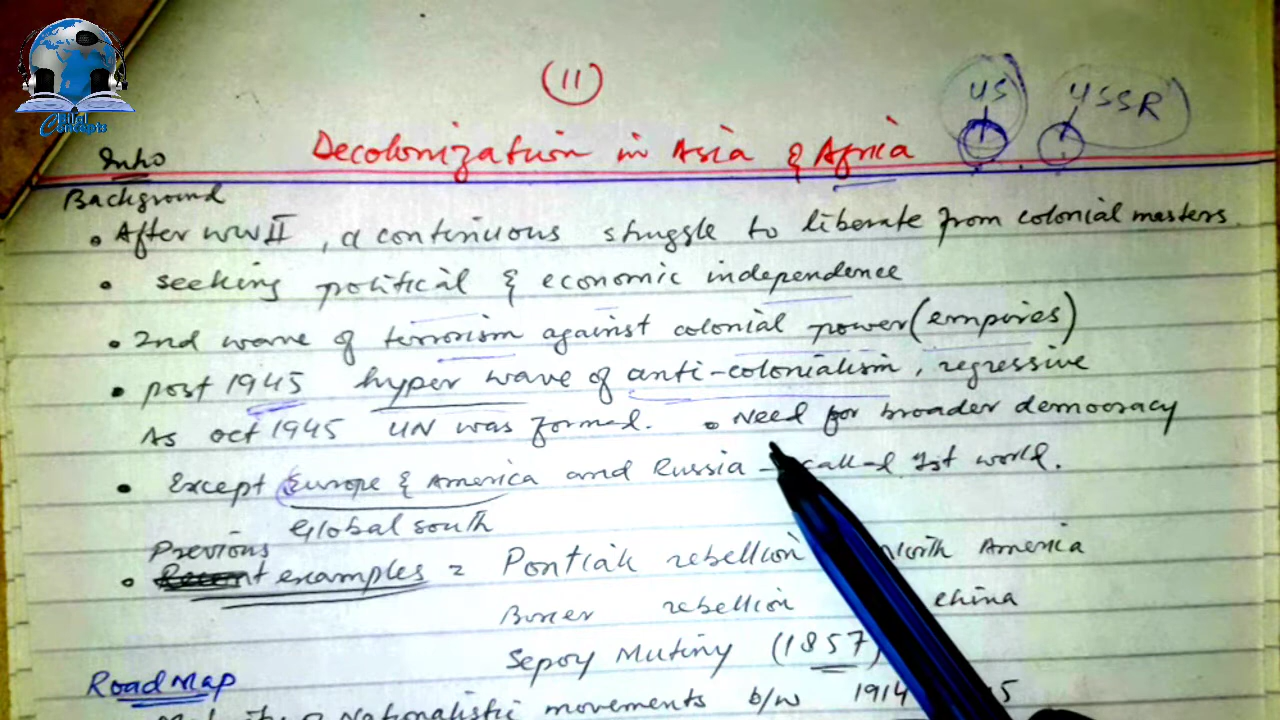 Bilal
Concepts
(11)
US USSR
Decolonization in Asia & Africa
Intro
Background
• After WW II, a continuous struggle to liberate from colonial masters.
• seeking political & economic independence
• 2nd wave of terrorism against colonial power (empires)
• post 1945 hyper wave of anti-colonialism, regressive
As oct 1945 UN was formed. • Need for broader democracy
• Except Europe & America and Russia - called 1st world.
Global south
Previous
• examples = Pontiak rebellion North America
Boxer rebellion china
Sepoy Mutiny (1857)
Road Map
Nationalistic movements b/w 1914